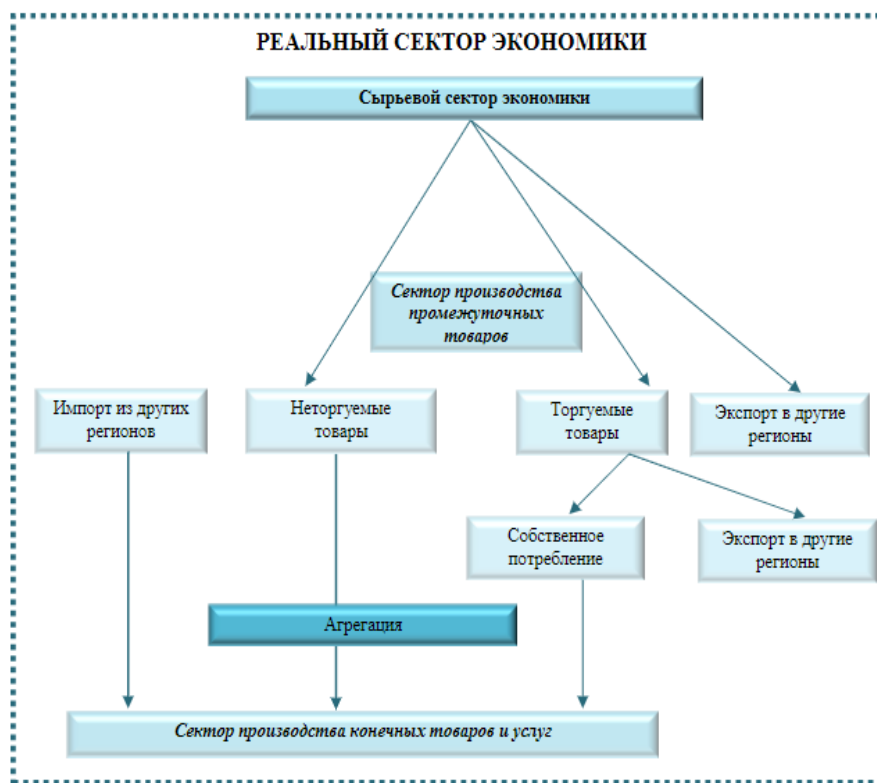 РЕАЛЬНЫЙ СЕКТОР ЭКОНОМИКИ
Сырьевой сектор экономики
Сектор производства
промежуточных
товаров
Импорт из других
регионов
Неторгуемые
товары
Торгуемые
товары
Экспорт в другие
регионы
Собственное
потребление
Экспорт в другие
регионы
Агрегация
Сектор производства конечных товаров и услуг